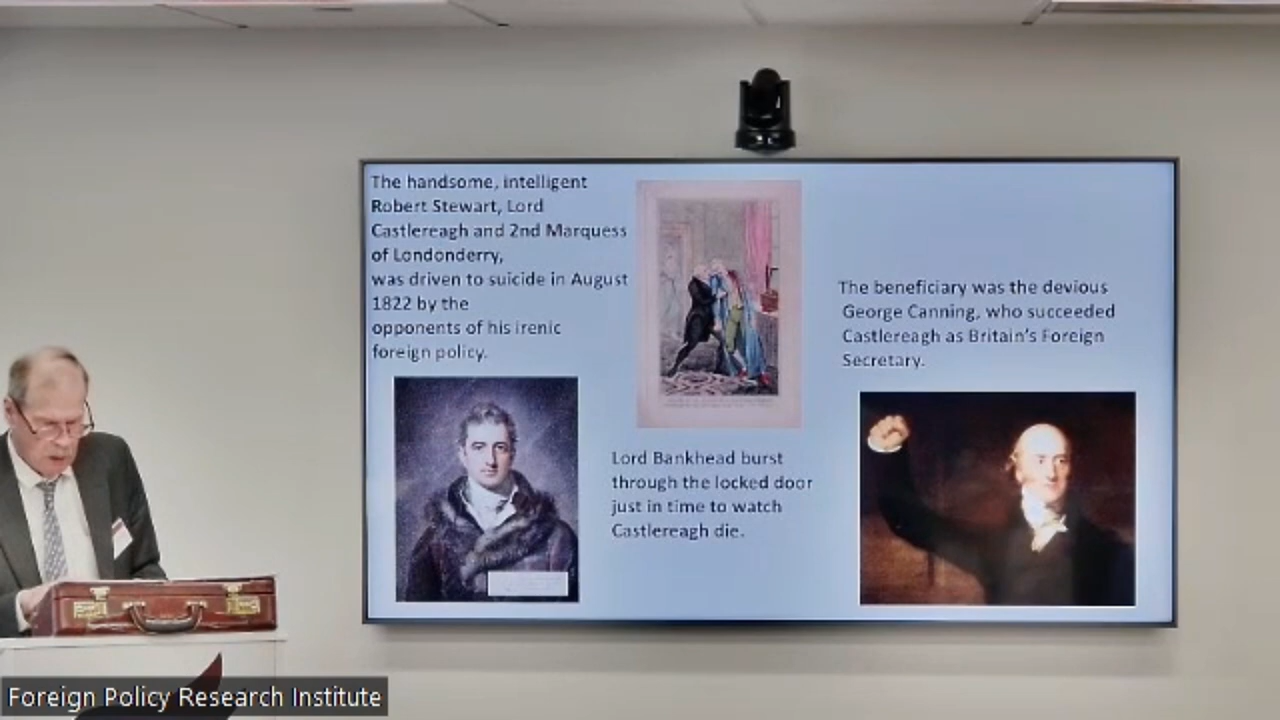 The handsome, intelligent
Robert Stewart, Lord
Castlereagh and 2nd Marquess
of Londonderry,
was driven to suicide in August
1822 by the
opponents of his irenic
foreign policy.
Lord Bankhead burst
through the locked door
just in time to watch
Castlereagh die.
The beneficiary was the devious
George Canning, who succeeded
Castlereagh as Britain's Foreign
Secretary.
Foreign Policy Research Institute